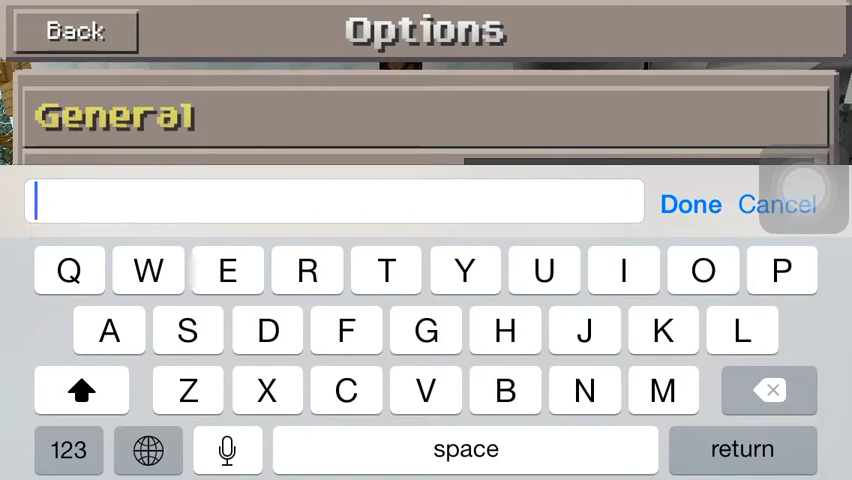 Back
Options
General
Done Cancel
Q W E R T Y U I O P
A S D F G H J K L
Z X C V B N M
123 space return